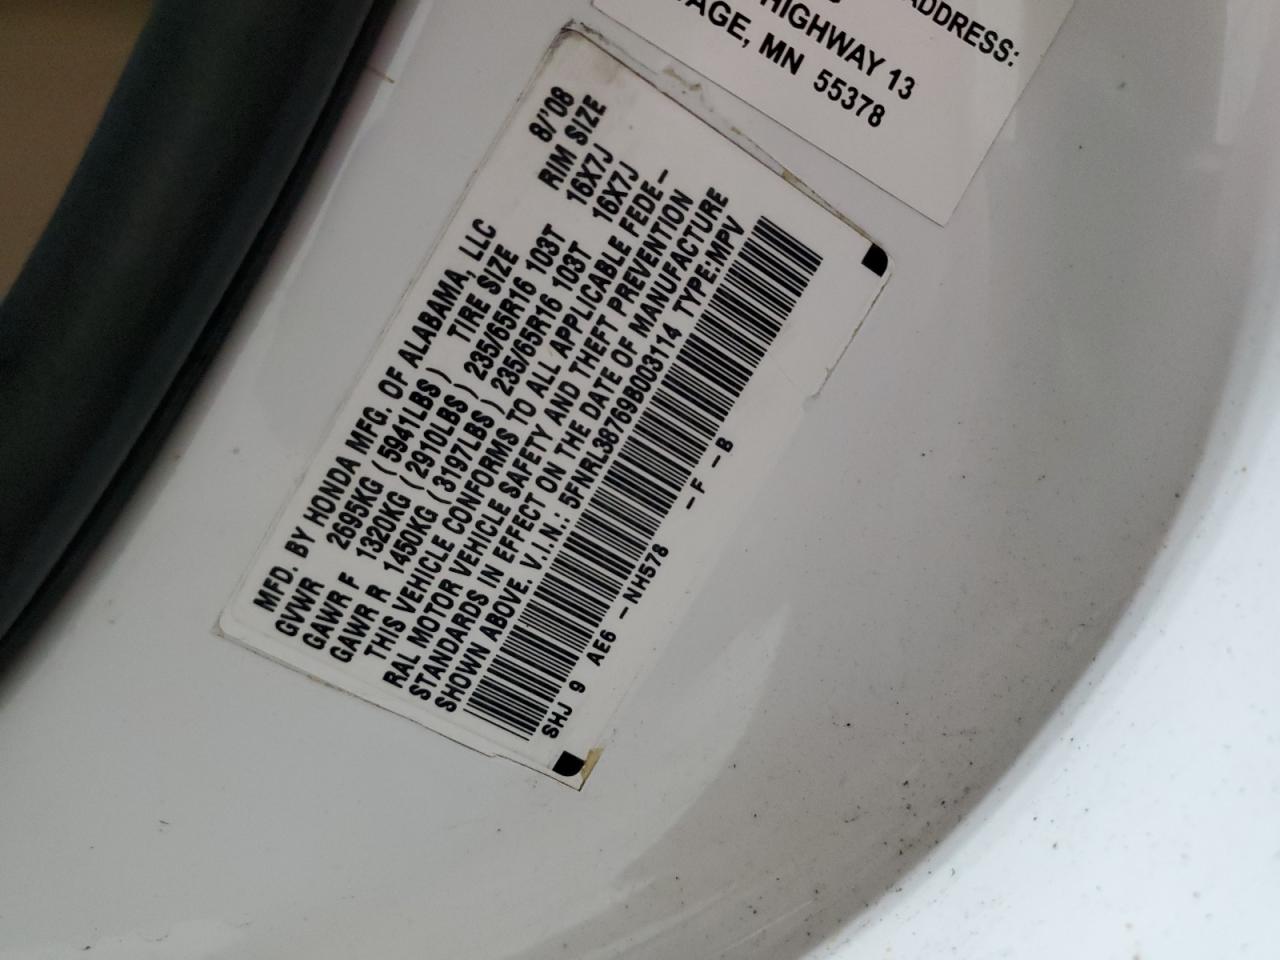 ADDRESS:
HIGHWAY 13
MN 55378
MFD. BY HONDA MFG. OF ALABAMA, LLC 8/'08
GVWR 2695KG ( 5941LBS ) TIRE SIZE RIM SIZE
GAWR F 1320KG ( 2910LBS ) 235/65R16 103T 16X7J
GAWR R 1450KG ( 3197LBS ) 235/65R16 103T 16X7J
THIS VEHICLE CONFORMS TO ALL APPLICABLE FEDE-
RAL MOTOR VEHICLE SAFETY AND THEFT PREVENTION
STANDARDS IN EFFECT ON THE DATE OF MANUFACTURE
SHOWN ABOVE. V.I.N.: 5FNRL38769B003114 TYPE:MPV
SHJ 9 AE6 -NH578 -F -B